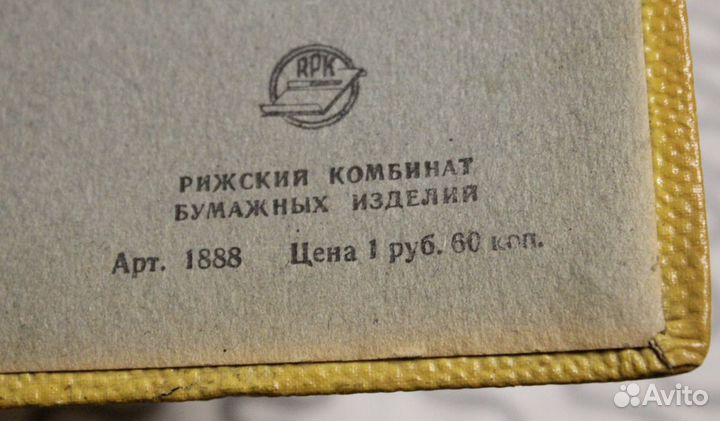 RPK
РИЖСКИЙ КОМБИНАТ
БУМАЖНЫХ ИЗДЕЛИЙ
Арт. 1888 Цена 1 руб. 60 коп.
Avito